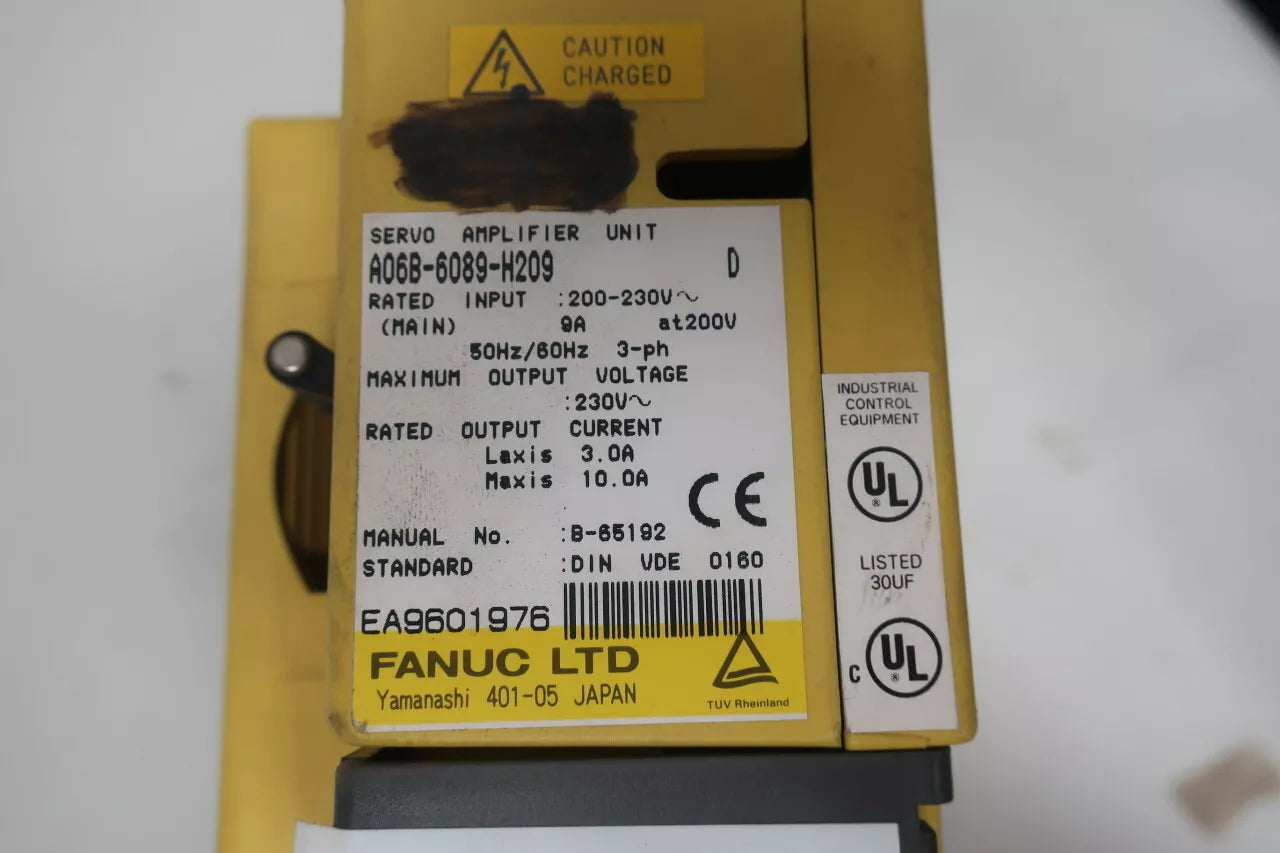 CAUTION
CHARGED
SERVO AMPLIFIER UNIT
A06B-6089-H209 D
RATED INPUT :200-230V~
(MAIN) 9A at200V
50Hz/60Hz 3-ph
MAXIMUM OUTPUT VOLTAGE
:230V~
RATED OUTPUT CURRENT
Laxis 3.0A
Maxis 10.0A
CE
MANUAL No. :B-65192
STANDARD :DIN VDE 0160
EA9601976
FANUC LTD
Yamanashi 401-05 JAPAN
TUV Rheinland
INDUSTRIAL
CONTROL
EQUIPMENT
UL
®
LISTED
30UF
C UL
®